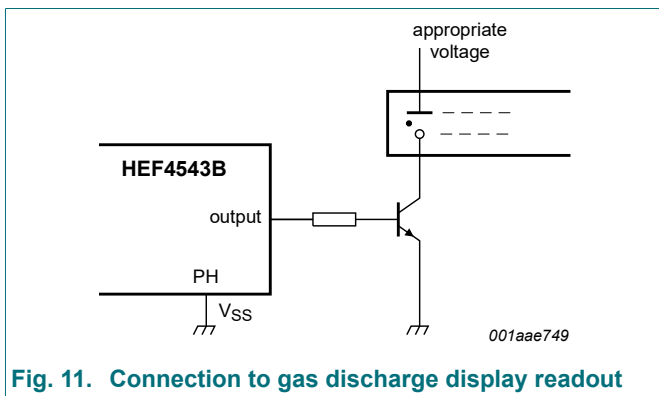 appropriate
voltage
HEF4543B
output
PH
VSS
001aae749
Fig. 11. Connection to gas discharge display readout